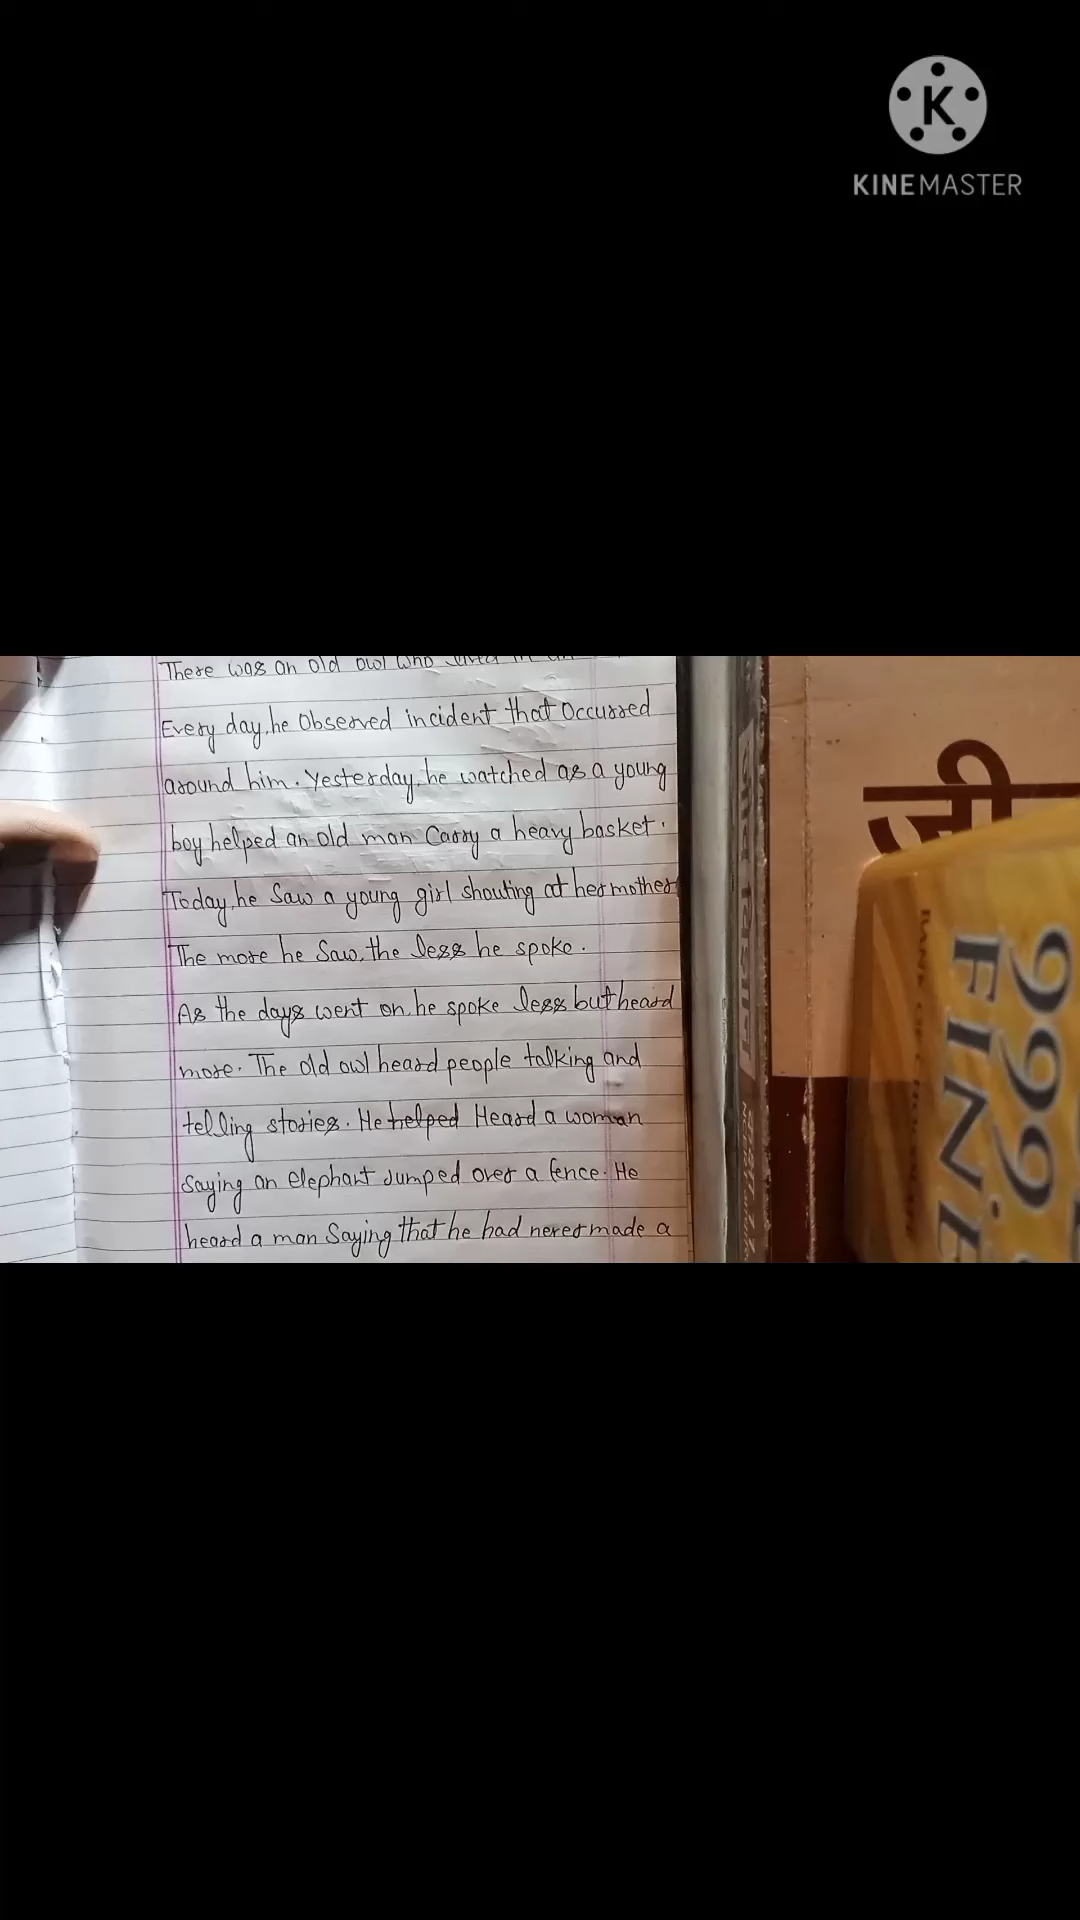 KINEMASTER
There was an old owl who lived in an
Every day, he Observed incident that Occurred
around him. Yesterday, he watched as a young
boy helped an old man Carry a heavy basket.
Today, he Saw a young girl shouting at her mother
The more he Saw, the less he spoke.
As the days went on, he spoke less but heard
more. The old owl heard people talking and
telling stories. He helped Heard a woman
Saying an elephant Jumped over a fence. He
heard a man Saying that he had never made a
जी
999.
FINE